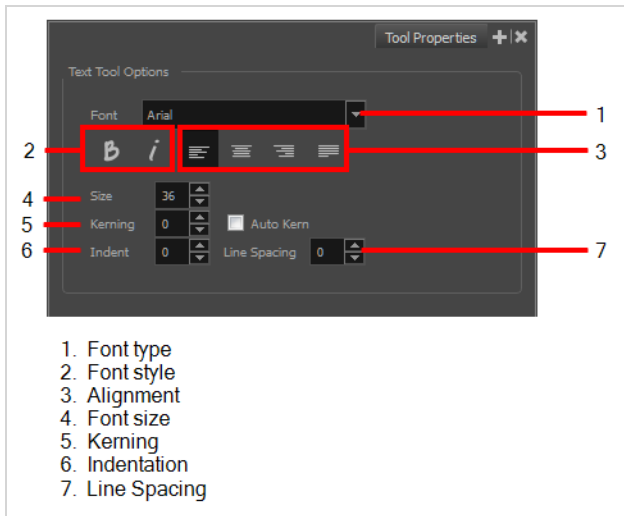 Tool Properties
Text Tool Options
Font Arial 1
2 B i 3
4 Size 36
5 Kerning 0 Auto Kern
6 Indent 0 Line Spacing 0 7
1. Font type
2. Font style
3. Alignment
4. Font size
5. Kerning
6. Indentation
7. Line Spacing